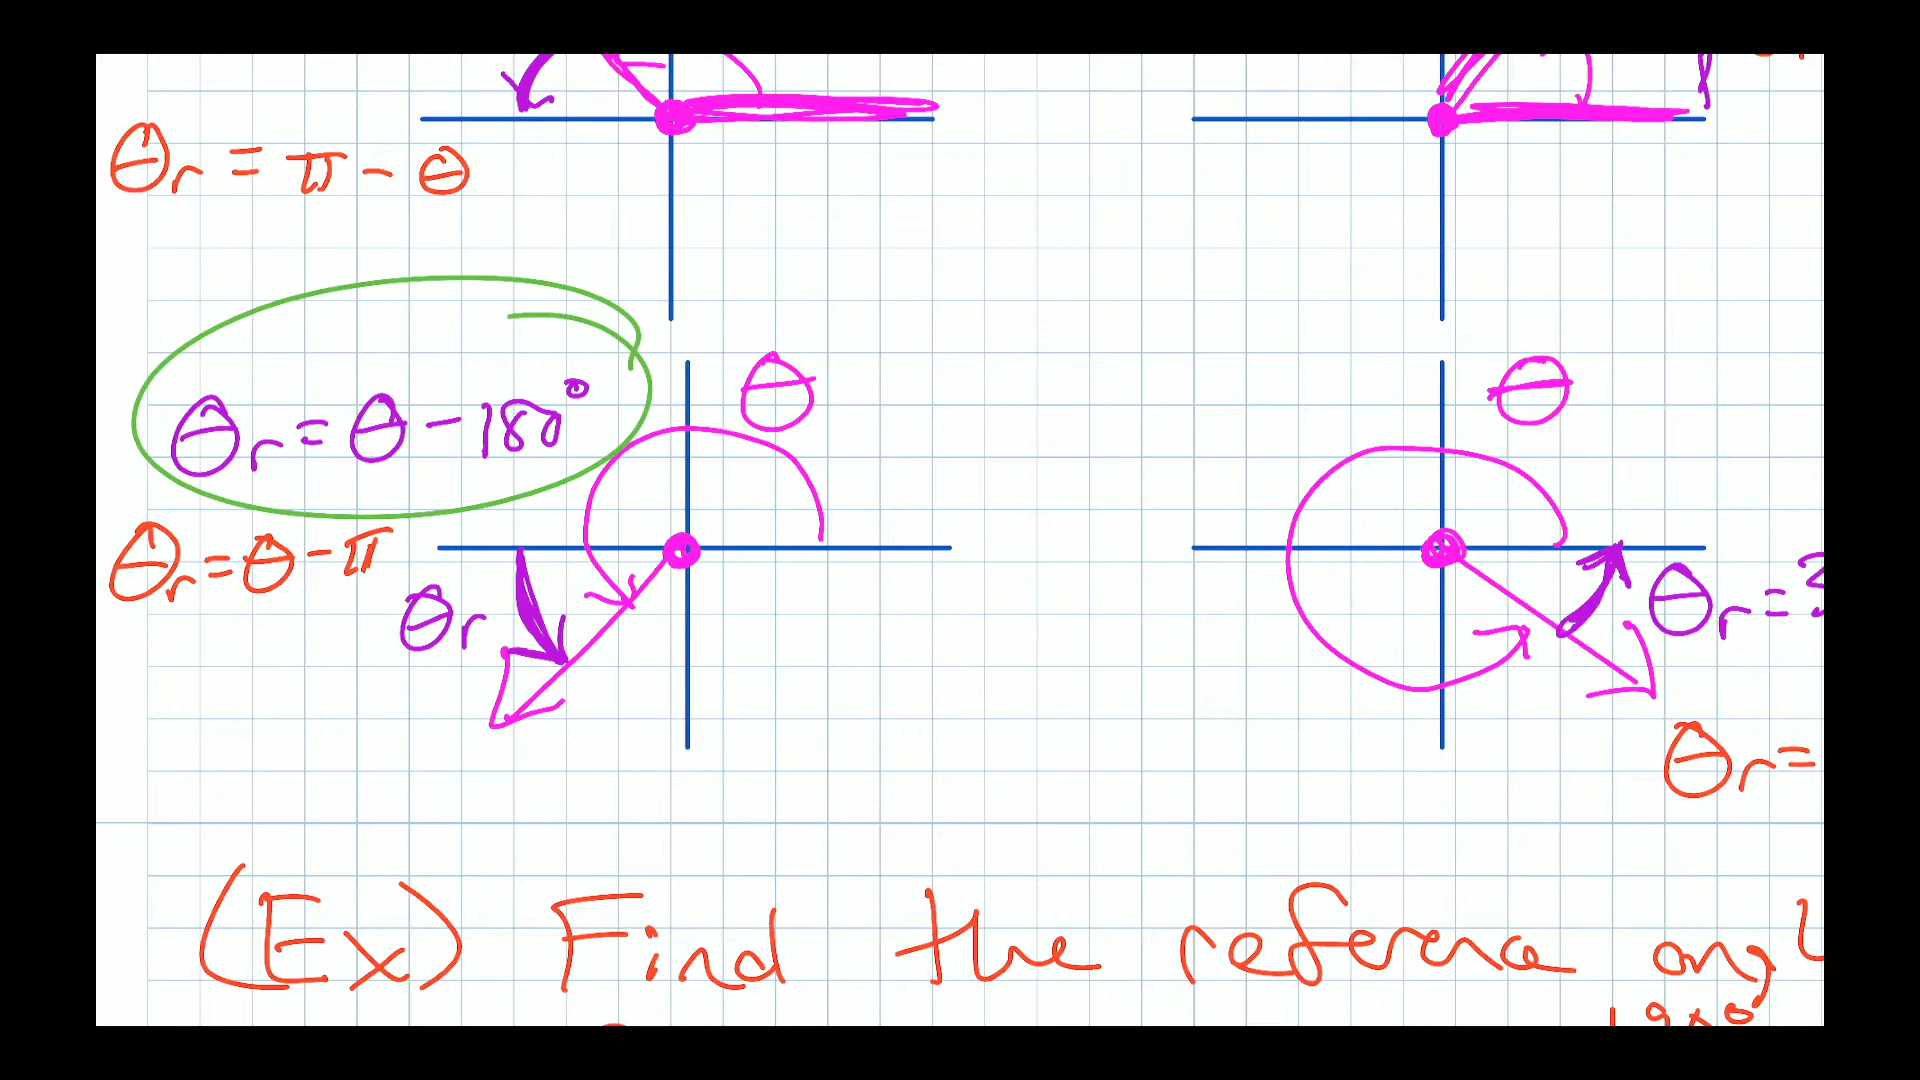 θr = π - θ
θ
θ
θr = θ - 180°
θr = θ - π
θr
θr =
θr =
(Ex) Find the reference angl